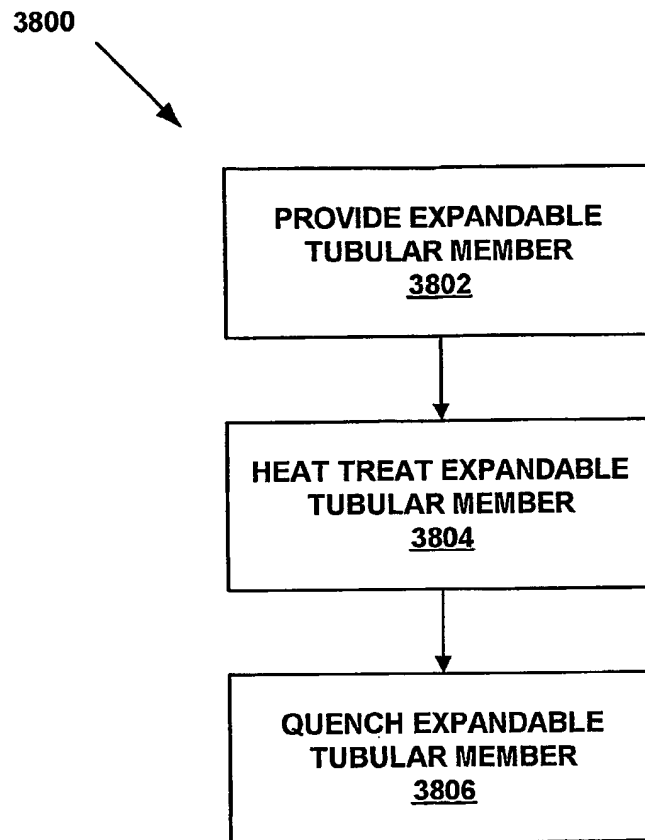 3800
PROVIDE EXPANDABLE
TUBULAR MEMBER
3802
HEAT TREAT EXPANDABLE
TUBULAR MEMBER
3804
QUENCH EXPANDABLE
TUBULAR MEMBER
3806